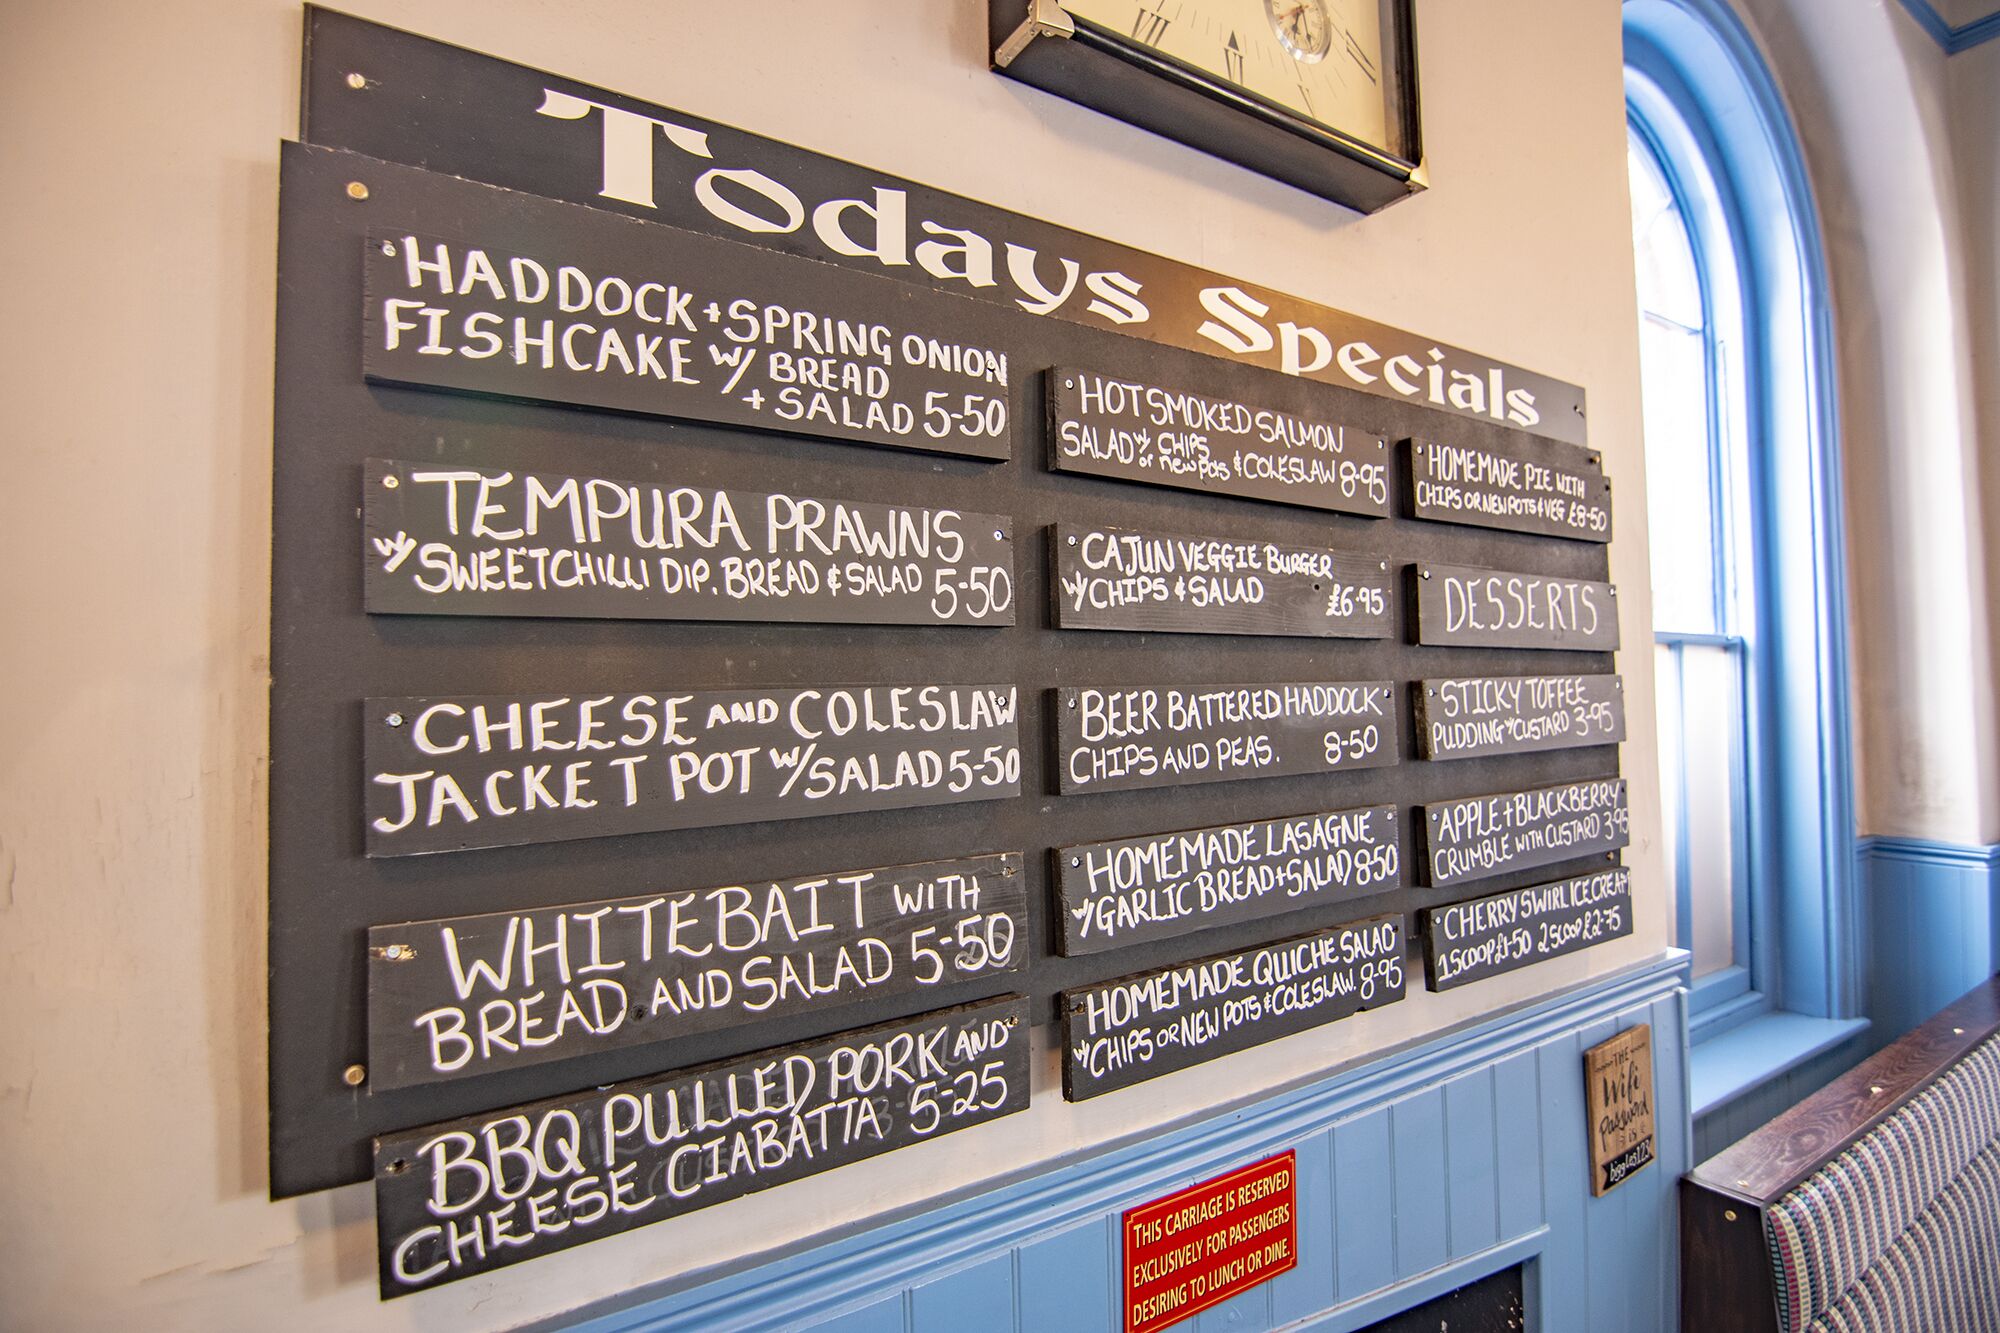 VII
VI
V
Todays Specials
HADDOCK + SPRING ONION
FISHCAKE w/ BREAD
+ SALAD 5-50
TEMPURA PRAWNS
w/ SWEETCHILLI DIP. BREAD & SALAD 5-50
CHEESE AND COLESLAW
JACKET POT w/ SALAD 5-50
WHITEBAIT WITH
BREAD AND SALAD 5-50
BBQ PULLED PORK AND
CHEESE CIABATTA 5-25
HOT SMOKED SALMON
SALAD w/ CHIPS
or new pots & COLESLAW 8-95
CAJUN VEGGIE BURGER
w/ CHIPS & SALAD £6-95
BEER BATTERED HADDOCK
CHIPS AND PEAS. 8-50
HOMEMADE LASAGNE
w/ GARLIC BREAD + SALAD 8-50
HOMEMADE QUICHE SALAD
w/ CHIPS OR NEW POTS & COLESLAW. 8-95
HOMEMADE PIE WITH
CHIPS OR NEW POTS & VEG £8-50
DESSERTS
STICKY TOFFEE
PUDDING w/ CUSTARD 3-95
APPLE + BLACKBERRY
CRUMBLE WITH CUSTARD 3-95
CHERRY SWIRL ICE CREAM
1 SCOOP £1-50 2 SCOOP £2-75
THIS CARRIAGE IS RESERVED
EXCLUSIVELY FOR PASSENGERS
DESIRING TO LUNCH OR DINE.
THE
Wifi
Password
is
biggles123